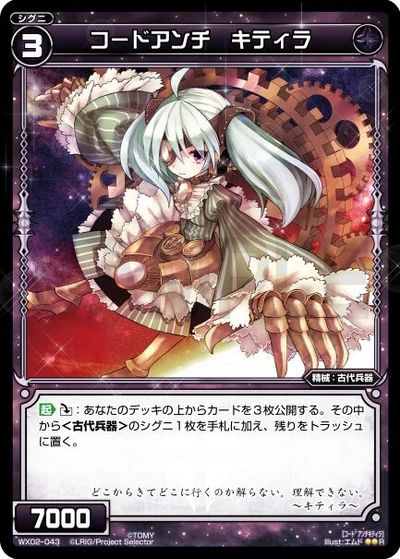 シグニ
3
コードアンチ　キティラ
精械：古代兵器
起：あなたのデッキの上からカードを３枚公開する。その中
から＜古代兵器＞のシグニ１枚を手札に加え、残りをトラッシュ
に置く。
どこからきてどこに行くのか解らない。理解できない。
～キティラ～
7000
©TOMY
WX02-043 ©LRIG/Project Selector
[コードアンチキティラ]
Illust:エムド R